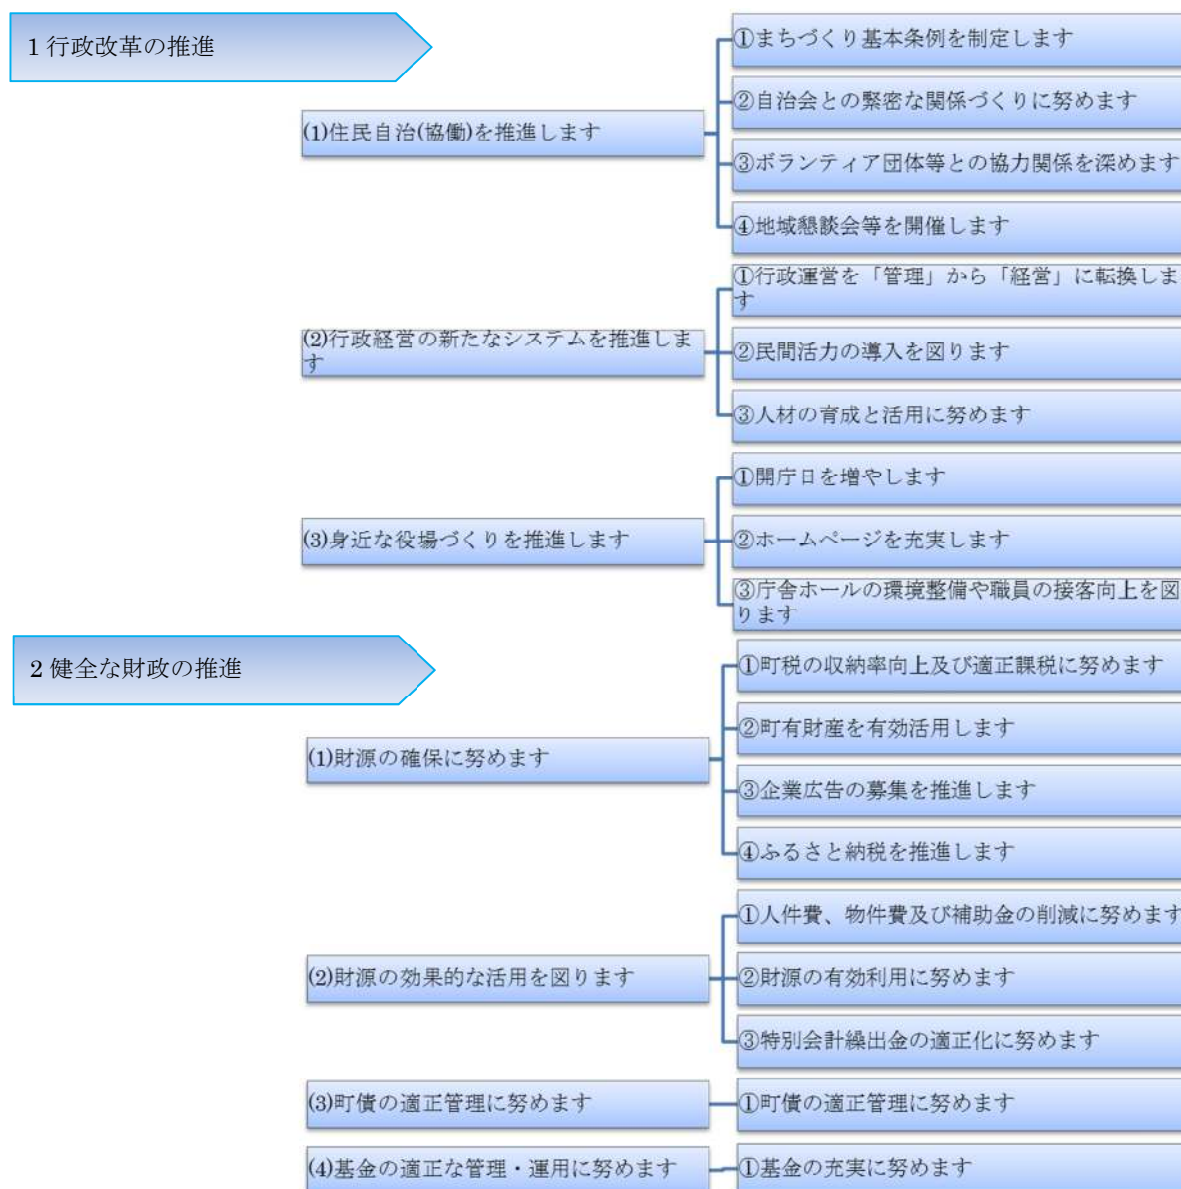 1 行政改革の推進
(1)住民自治(協働)を推進します
①まちづくり基本条例を制定します
②自治会との緊密な関係づくりに努めます
③ボランティア団体等との協力関係を深めます
④地域懇談会等を開催します
(2)行政経営の新たなシステムを推進しま
す
①行政運営を「管理」から「経営」に転換しま
す
②民間活力の導入を図ります
③人材の育成と活用に努めます
(3)身近な役場づくりを推進します
①開庁日を増やします
②ホームページを充実します
③庁舎ホールの環境整備や職員の接客向上を図
ります
2 健全な財政の推進
(1)財源の確保に努めます
①町税の収納率向上及び適正課税に努めます
②町有財産を有効活用します
③企業広告の募集を推進します
④ふるさと納税を推進します
(2)財源の効果的な活用を図ります
①人件費、物件費及び補助金の削減に努めます
②財源の有効利用に努めます
③特別会計繰出金の適正化に努めます
(3)町債の適正管理に努めます
①町債の適正管理に努めます
(4)基金の適正な管理・運用に努めます
①基金の充実に努めます